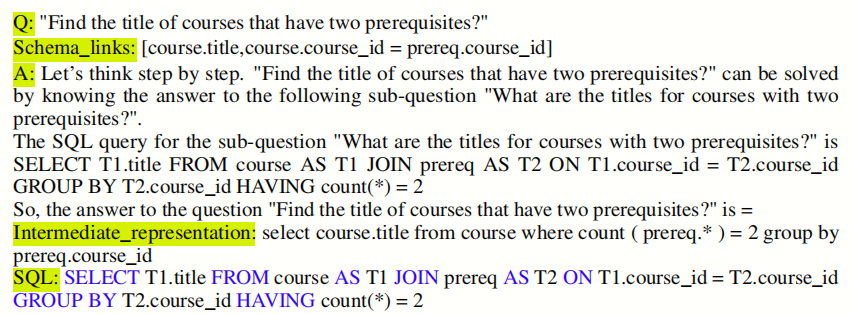 Q: "Find the title of courses that have two prerequisites?"
Schema_links: [course.title,course.course_id = prereq.course_id]
A: Let’s think step by step. "Find the title of courses that have two prerequisites?" can be solved
by knowing the answer to the following sub-question "What are the titles for courses with two
prerequisites?".
The SQL query for the sub-question "What are the titles for courses with two prerequisites?" is
SELECT T1.title FROM course AS T1 JOIN prereq AS T2 ON T1.course_id = T2.course_id
GROUP BY T2.course_id HAVING count(*) = 2
So, the answer to the question "Find the title of courses that have two prerequisites?" is =
Intermediate_representation: select course.title from course where count ( prereq.* ) = 2 group by
prereq.course_id
SQL: SELECT T1.title FROM course AS T1 JOIN prereq AS T2 ON T1.course_id = T2.course_id
GROUP BY T2.course_id HAVING count(*) = 2